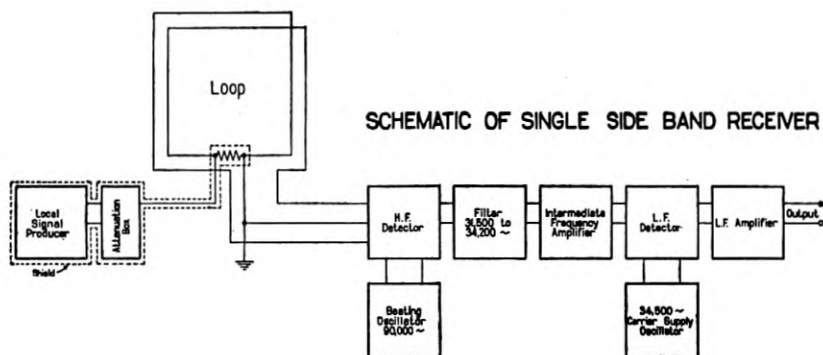 Loop
SCHEMATIC OF SINGLE SIDE BAND RECEIVER
Local
Signal
Producer
Attenuation
Box
Shield
H.F.
Detector
Filter
31,500 to
34,200 ~
Intermediate
Frequency
Amplifier
L.F.
Detector
L.F. Amplifier
Output
Beating
Oscillator
90,000 ~
34,500 ~
Carrier Supply
Oscillator